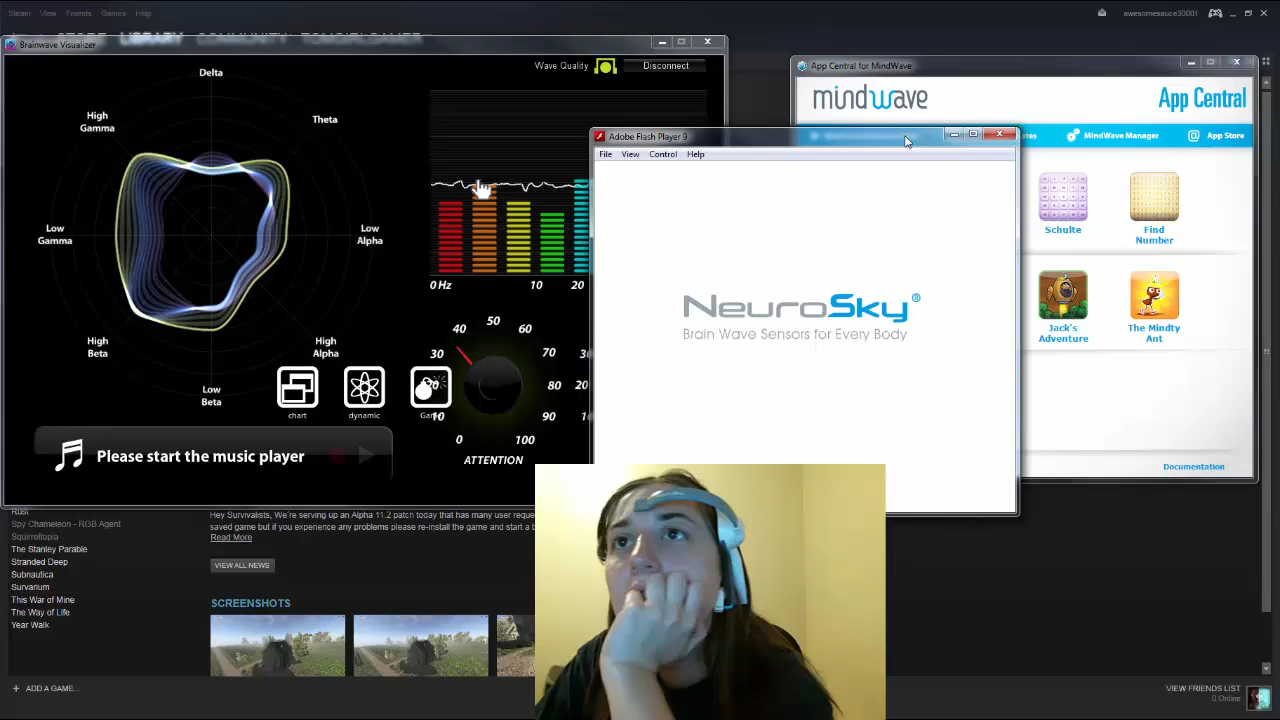 Steam View Friends Games Help
awesomesauce30001
LIBRARY
Brainwave Visualizer
Wave Quality
Disconnect
Delta
High
Gamma
Theta
Low
Gamma
Low
Alpha
High
Beta
High
Alpha
Low
Beta
0 Hz 10 20
chart
dynamic
0 10 30 40 50 60 70 80 90 100
ATTENTION
Please start the music player
App Central for MindWave
mindwave
App Central
MindWave Manager
App Store
Schulte
Find
Number
Jack's
Adventure
The Mindty
Ant
Documentation
Adobe Flash Player 9
File View Control Help
NeuroSky®
Brain Wave Sensors for Every Body
Rust
Spy Chameleon - RGB Agent
Squirreltopia
The Stanley Parable
Stranded Deep
Subnautica
Survarium
This War of Mine
The Way of Life
Year Walk
Hey Survivalists, We're serving up an Alpha 11.2 patch today that has many user reque
saved game but if you experience any problems please re-install the game and start a b
Read More
VIEW ALL NEWS
SCREENSHOTS
+ ADD A GAME...
VIEW FRIENDS LIST
0 Online